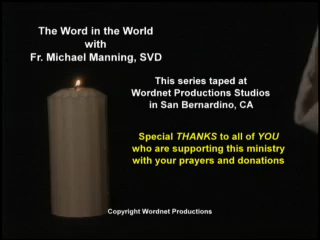 The Word in the World
with
Fr. Michael Manning, SVD
This series taped at
Wordnet Productions Studios
in San Bernardino, CA
Special THANKS to all of YOU
who are supporting this ministry
with your prayers and donations
Copyright Wordnet Productions